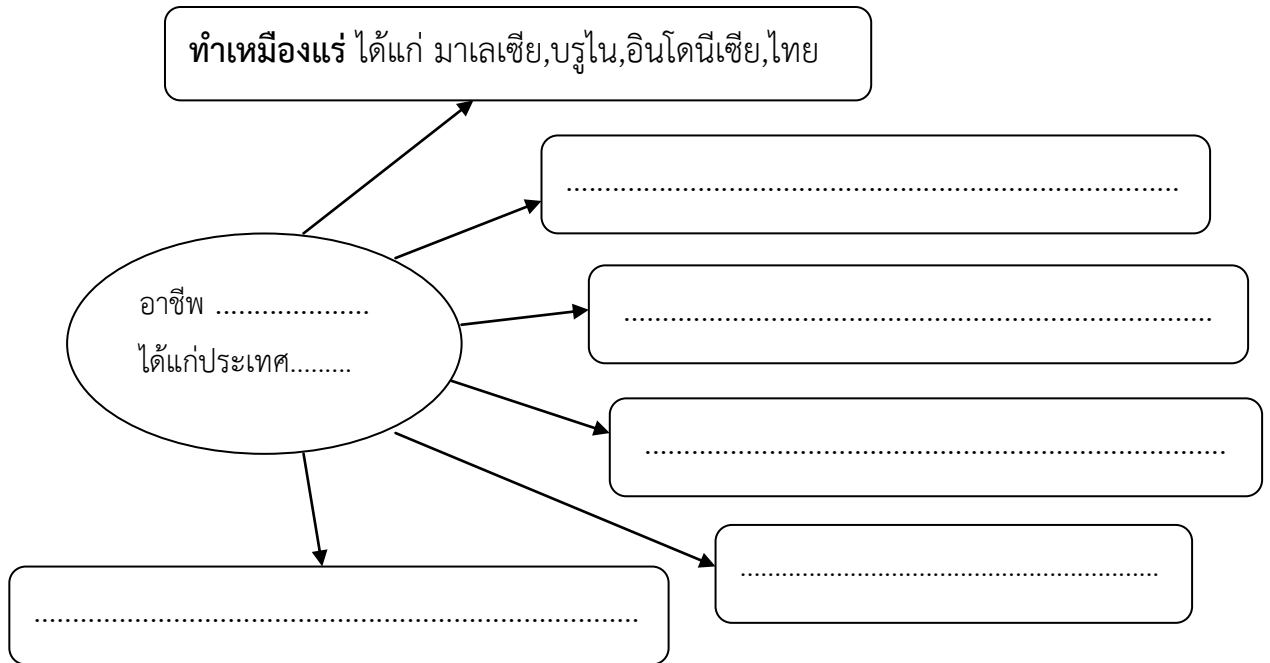 ทำเหมืองแร่ ได้แก่ มาเลเซีย,บรูไน,อินโดนีเซีย,ไทย
................................................................................
อาชีพ ....................
ได้แก่ประเทศ.........
.............................................................................
............................................................................
..............................................................
...............................................................................